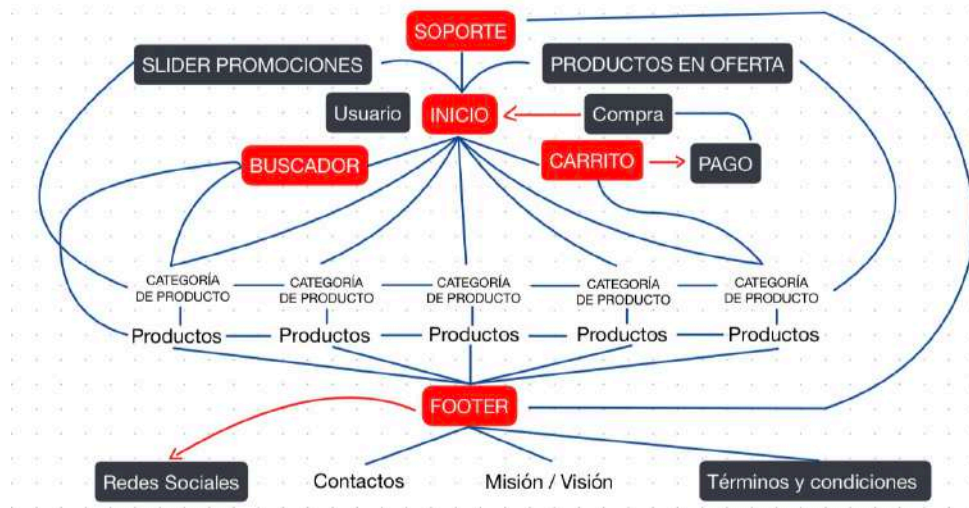 SOPORTE
SLIDER PROMOCIONES
PRODUCTOS EN OFERTA
Usuario
INICIO
Compra
BUSCADOR
CARRITO
PAGO
CATEGORÍA
DE PRODUCTO
CATEGORÍA
DE PRODUCTO
CATEGORÍA
DE PRODUCTO
CATEGORÍA
DE PRODUCTO
CATEGORÍA
DE PRODUCTO
Productos
Productos
Productos
Productos
Productos
FOOTER
Redes Sociales
Contactos
Misión / Visión
Términos y condiciones